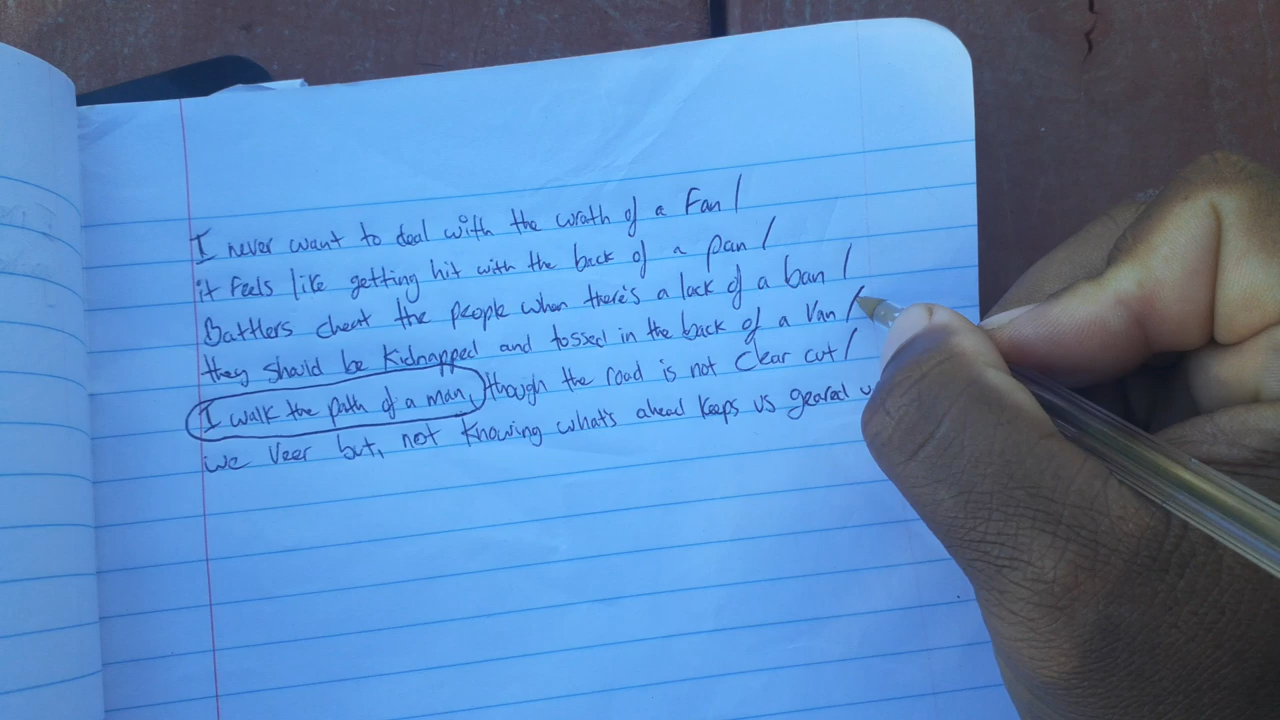 I never want to deal with the wrath of a Fan/
it feels like getting hit with the back of a pan/
Battlers cheat the people when there's a lack of a ban/
they should be kidnapped and tossed in the back of a Van/
I walk the path of a man, though the road is not clear cut/
we veer but, not knowing what's ahead keeps us geared